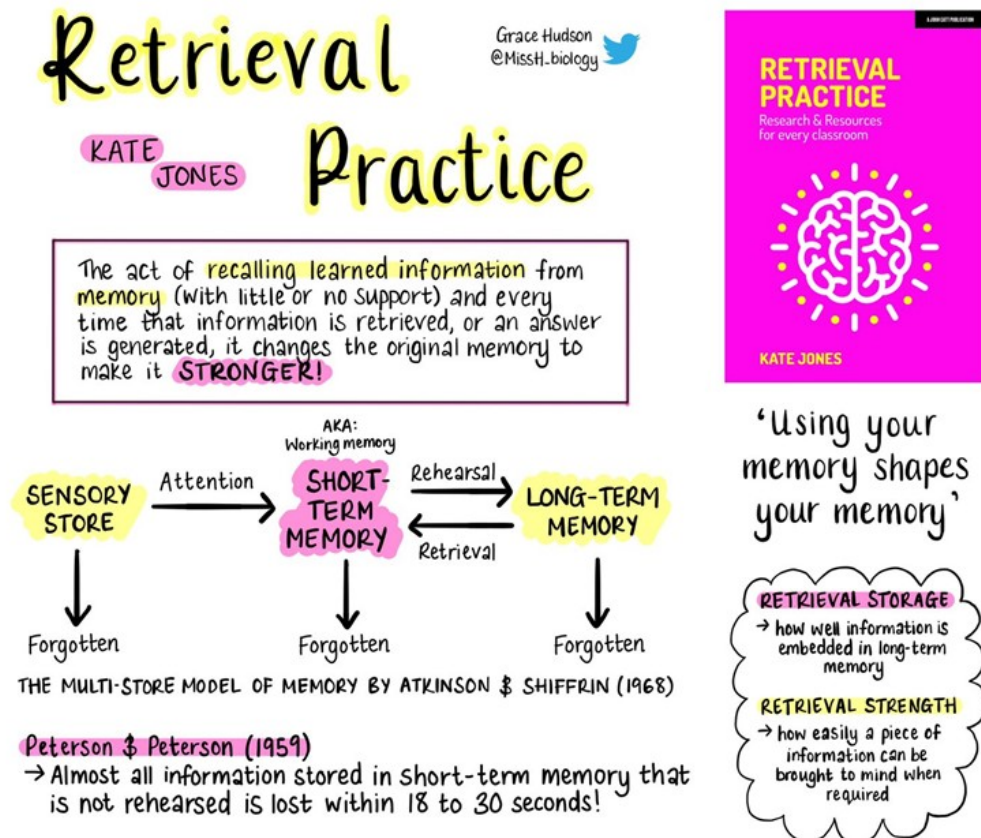 Retrieval
Practice
KATE
JONES
Grace Hudson
@MissH_biology
A JOHN CATT PUBLICATION
RETRIEVAL
PRACTICE
Research & Resources
for every classroom
KATE JONES
The act of recalling learned information from
memory (with little or no support) and every
time that information is retrieved, or an answer
is generated, it changes the original memory to
make it STRONGER!
SENSORY
STORE
Attention
AKA:
Working memory
SHORT-
TERM
MEMORY
Rehearsal
Retrieval
LONG-TERM
MEMORY
Forgotten
Forgotten
Forgotten
THE MULTI-STORE MODEL OF MEMORY BY ATKINSON & SHIFFRIN (1968)
Peterson & Peterson (1959)
→ Almost all information stored in short-term memory that
is not rehearsed is lost within 18 to 30 seconds!
'Using your
memory shapes
your memory'
RETRIEVAL STORAGE
→ how well information is
embedded in long-term
memory
RETRIEVAL STRENGTH
→ how easily a piece of
information can be
brought to mind when
required